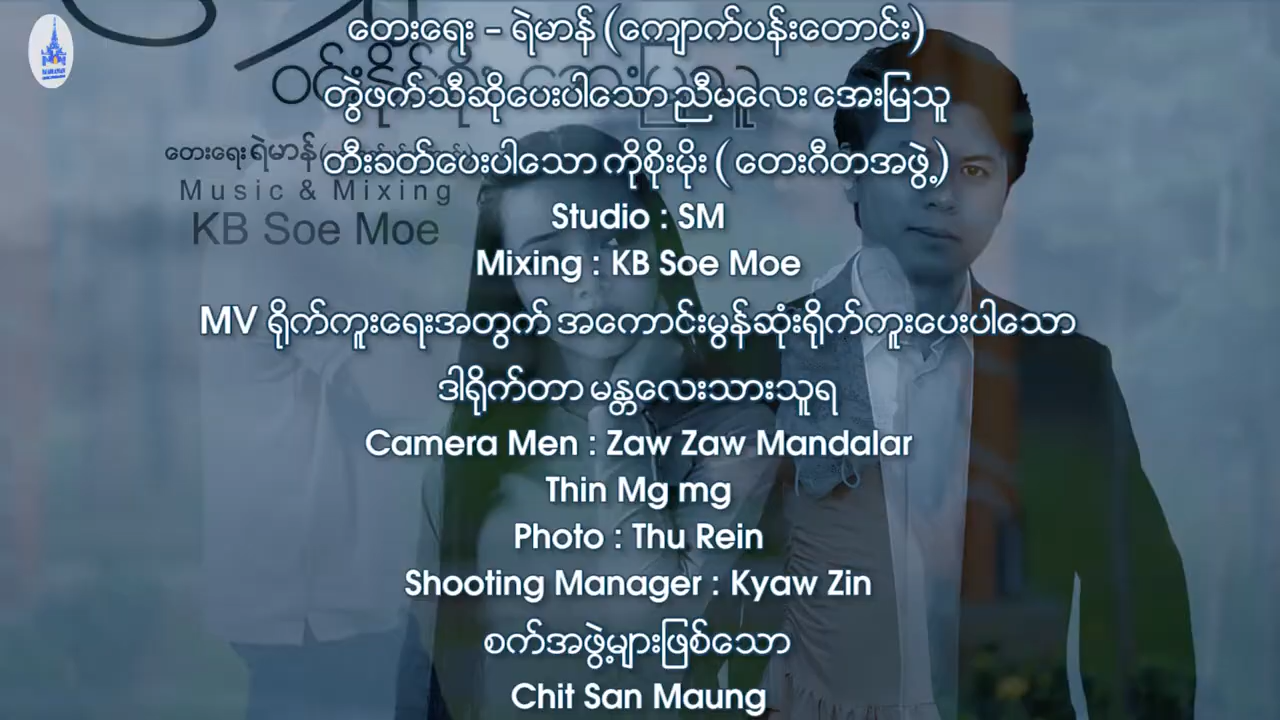 တေးရေး – ရဲမာန် (ကျောက်ပန်းတောင်း)
တွဲဖက်သီဆိုပေးပါသော ညီမလေး အေးမြသူ
တေးရေး ရဲမာန်
တီးခတ်ပေးပါသော ကိုစိုးမိုး ( တေးဂီတအဖွဲ့)
Music & Mixing
KB Soe Moe
Studio : SM
Mixing : KB Soe Moe
MV ရိုက်ကူးရေးအတွက် အကောင်းမွန်ဆုံးရိုက်ကူးပေးပါသော
ဒါရိုက်တာ မန္တလေးသားသူရ
Camera Men : Zaw Zaw Mandalar
Thin Mg mg
Photo : Thu Rein
Shooting Manager : Kyaw Zin
စက်အဖွဲ့များဖြစ်သော
Chit San Maung